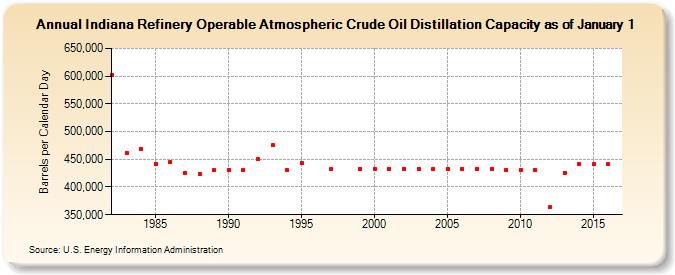 Annual Indiana Refinery Operable Atmospheric Crude Oil Distillation Capacity as of January 1
Barrels per Calendar Day
650,000
600,000
550,000
500,000
450,000
400,000
350,000
1985 1990 1995 2000 2005 2010 2015
Source: U.S. Energy Information Administration